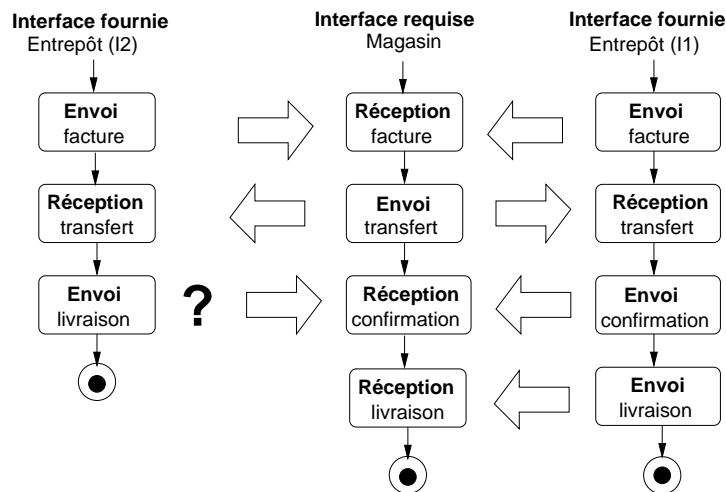 Interface fournie
Entrepôt (I2)
Envoi
facture
Réception
transfert
Envoi
livraison
?
Interface requise
Magasin
Réception
facture
Envoi
transfert
Réception
confirmation
Réception
livraison
Interface fournie
Entrepôt (I1)
Envoi
facture
Réception
transfert
Envoi
confirmation
Envoi
livraison